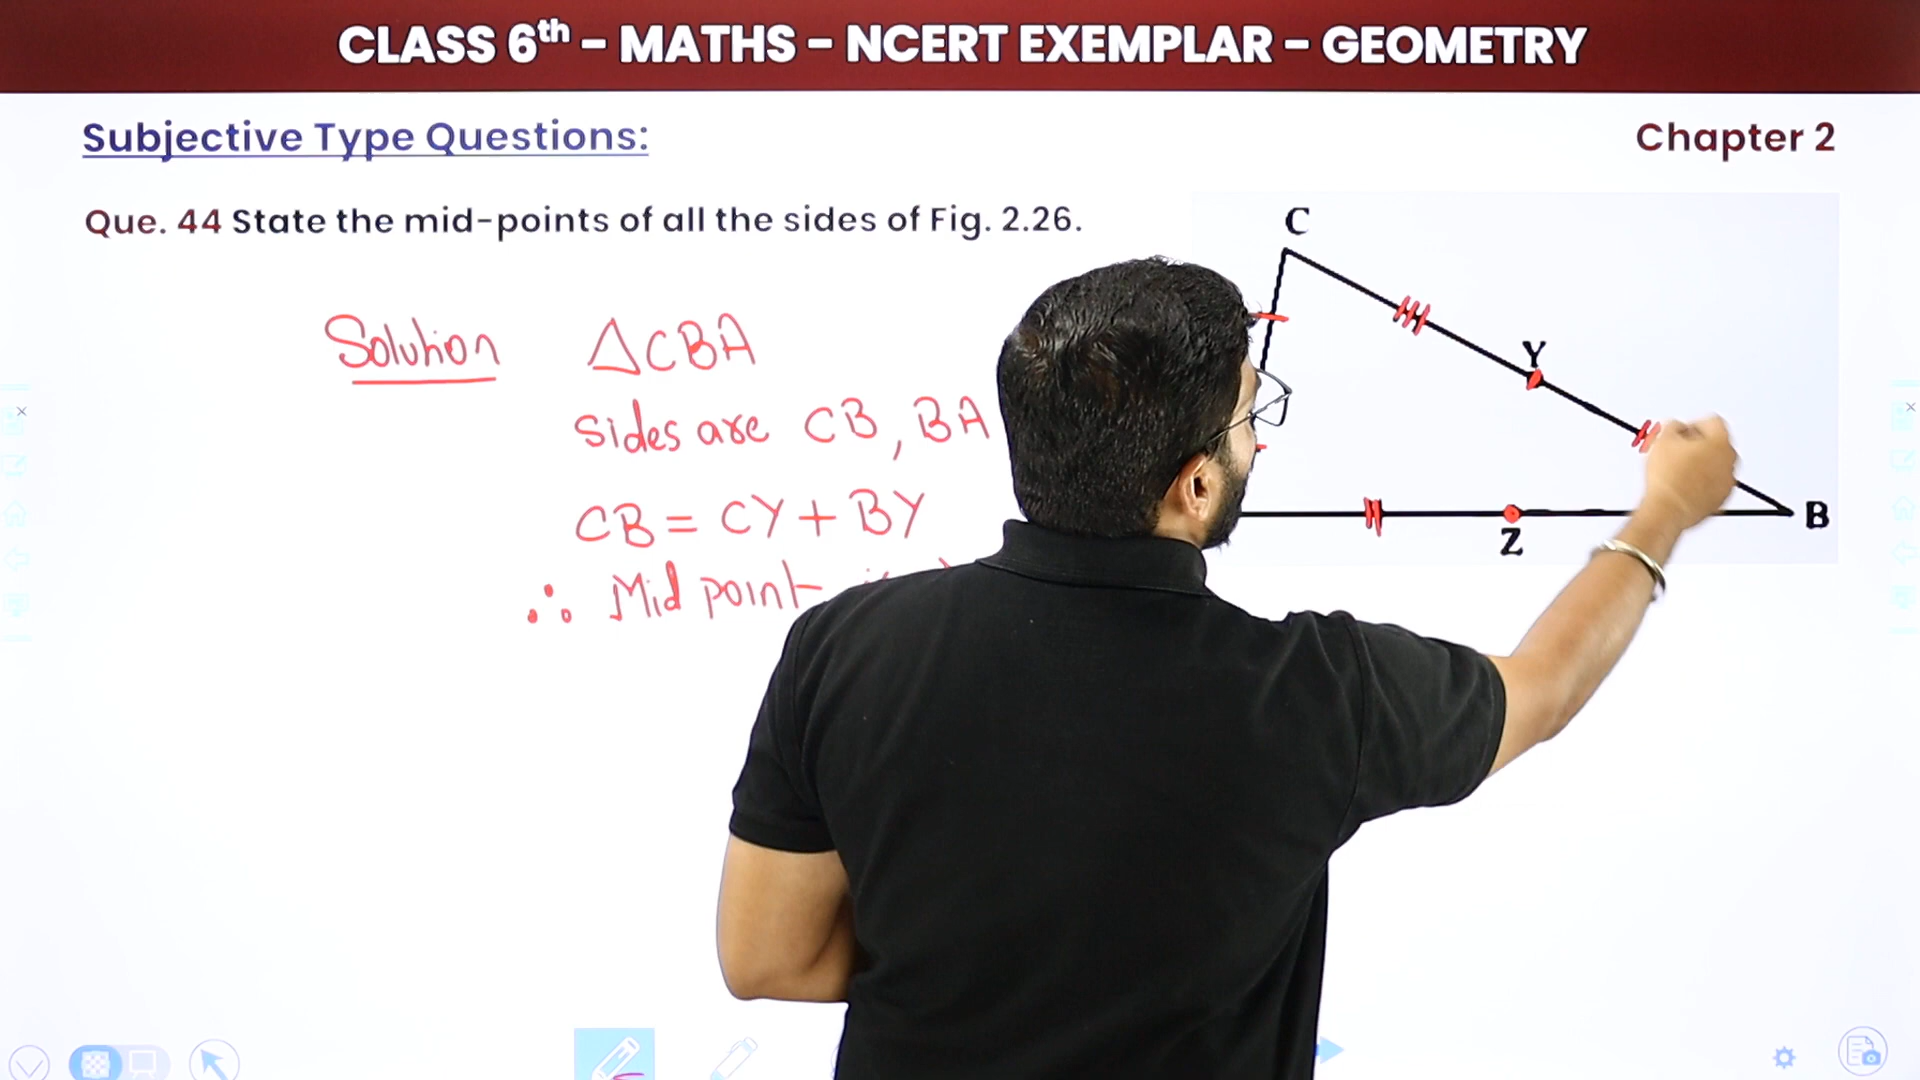 CLASS 6th – MATHS – NCERT EXEMPLAR – GEOMETRY
Subjective Type Questions:
Chapter 2
Que. 44 State the mid-points of all the sides of Fig. 2.26.
C
Y
B
Z
Solution △CBA
sides are CB, BA
CB = CY + BY
∴ Mid point